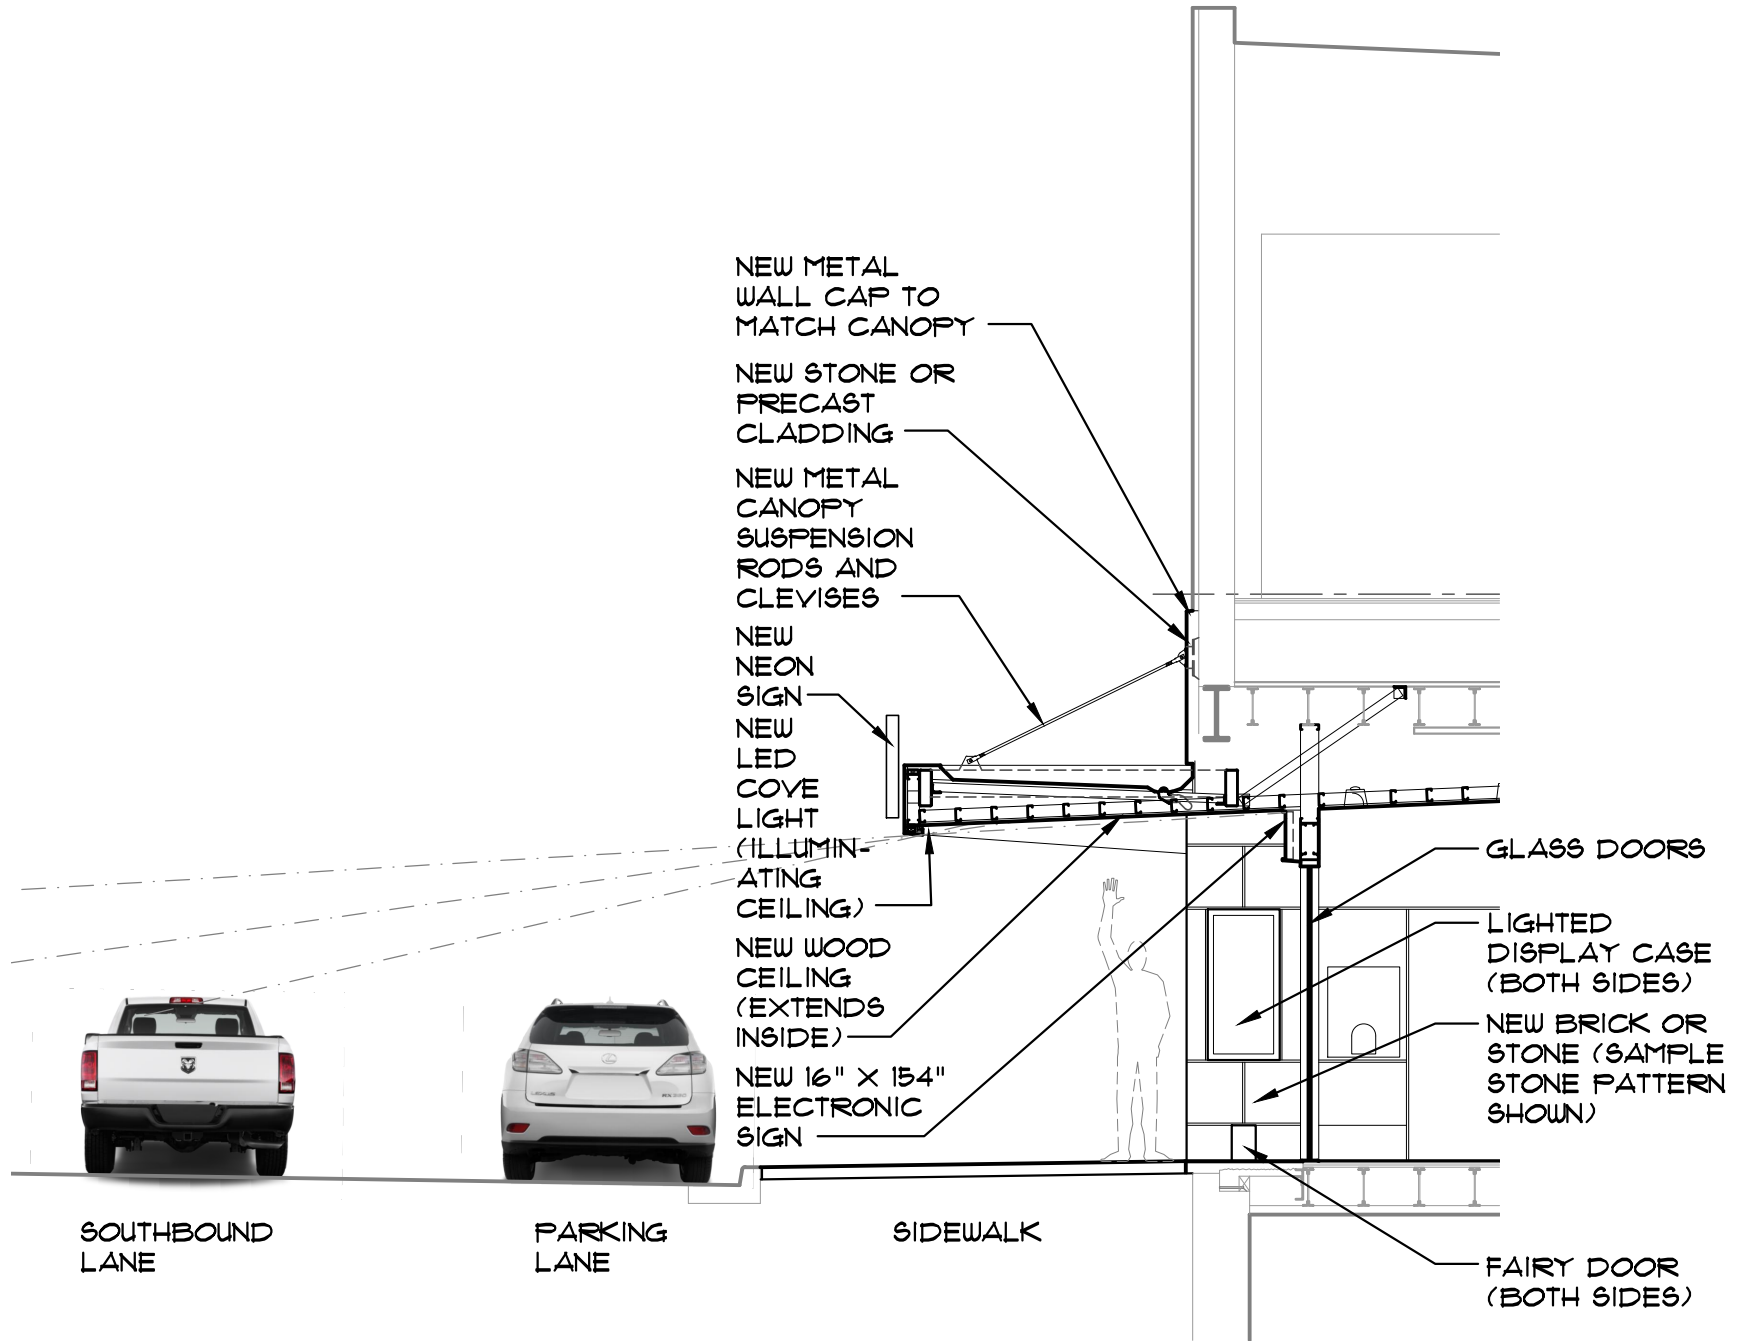 NEW METAL
WALL CAP TO
MATCH CANOPY
NEW STONE OR
PRECAST
CLADDING
NEW METAL
CANOPY
SUSPENSION
RODS AND
CLEVISES
NEW
NEON
SIGN
NEW
LED
COVE
LIGHT
(ILLUMIN-
ATING
CEILING)
NEW WOOD
CEILING
(EXTENDS
INSIDE)
NEW 16" X 154"
ELECTRONIC
SIGN
GLASS DOORS
LIGHTED
DISPLAY CASE
(BOTH SIDES)
NEW BRICK OR
STONE (SAMPLE
STONE PATTERN
SHOWN)
FAIRY DOOR
(BOTH SIDES)
LEXUS
SOUTHBOUND
LANE
PARKING
LANE
SIDEWALK